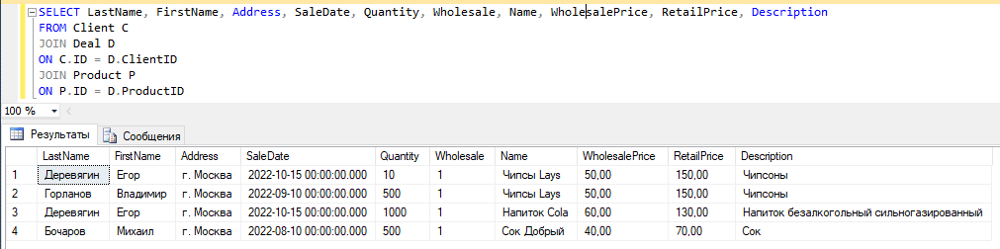 SELECT LastName, FirstName, Address, SaleDate, Quantity, Wholesale, Name, WholesalePrice, RetailPrice, Description
FROM Client C
JOIN Deal D
ON C.ID = D.ClientID
JOIN Product P
ON P.ID = D.ProductID
100 %
Результаты Сообщения
LastName FirstName Address SaleDate Quantity Wholesale Name WholesalePrice RetailPrice Description
1 Деревягин Егор г. Москва 2022-10-15 00:00:00.000 10 1 Чипсы Lays 50,00 150,00 Чипсоны
2 Горланов Владимир г. Москва 2022-09-10 00:00:00.000 500 1 Чипсы Lays 50,00 150,00 Чипсоны
3 Деревягин Егор г. Москва 2022-10-15 00:00:00.000 1000 1 Напиток Cola 60,00 130,00 Напиток безалкогольный сильногазированный
4 Бочаров Михаил г. Москва 2022-08-10 00:00:00.000 500 1 Сок Добрый 40,00 70,00 Сок